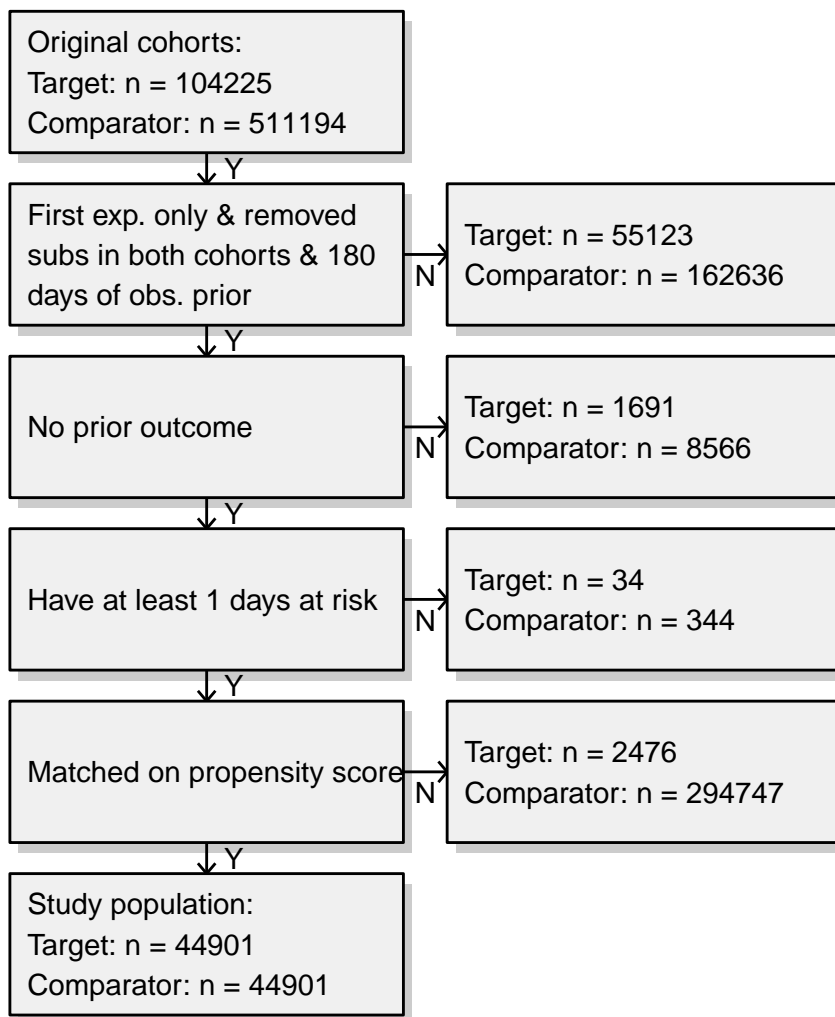 Original cohorts:
Target: n = 104225
Comparator: n = 511194
Y
First exp. only & removed
subs in both cohorts & 180
days of obs. prior
N
Target: n = 55123
Comparator: n = 162636
Y
No prior outcome
N
Target: n = 1691
Comparator: n = 8566
Y
Have at least 1 days at risk
N
Target: n = 34
Comparator: n = 344
Y
Matched on propensity score
N
Target: n = 2476
Comparator: n = 294747
Y
Study population:
Target: n = 44901
Comparator: n = 44901